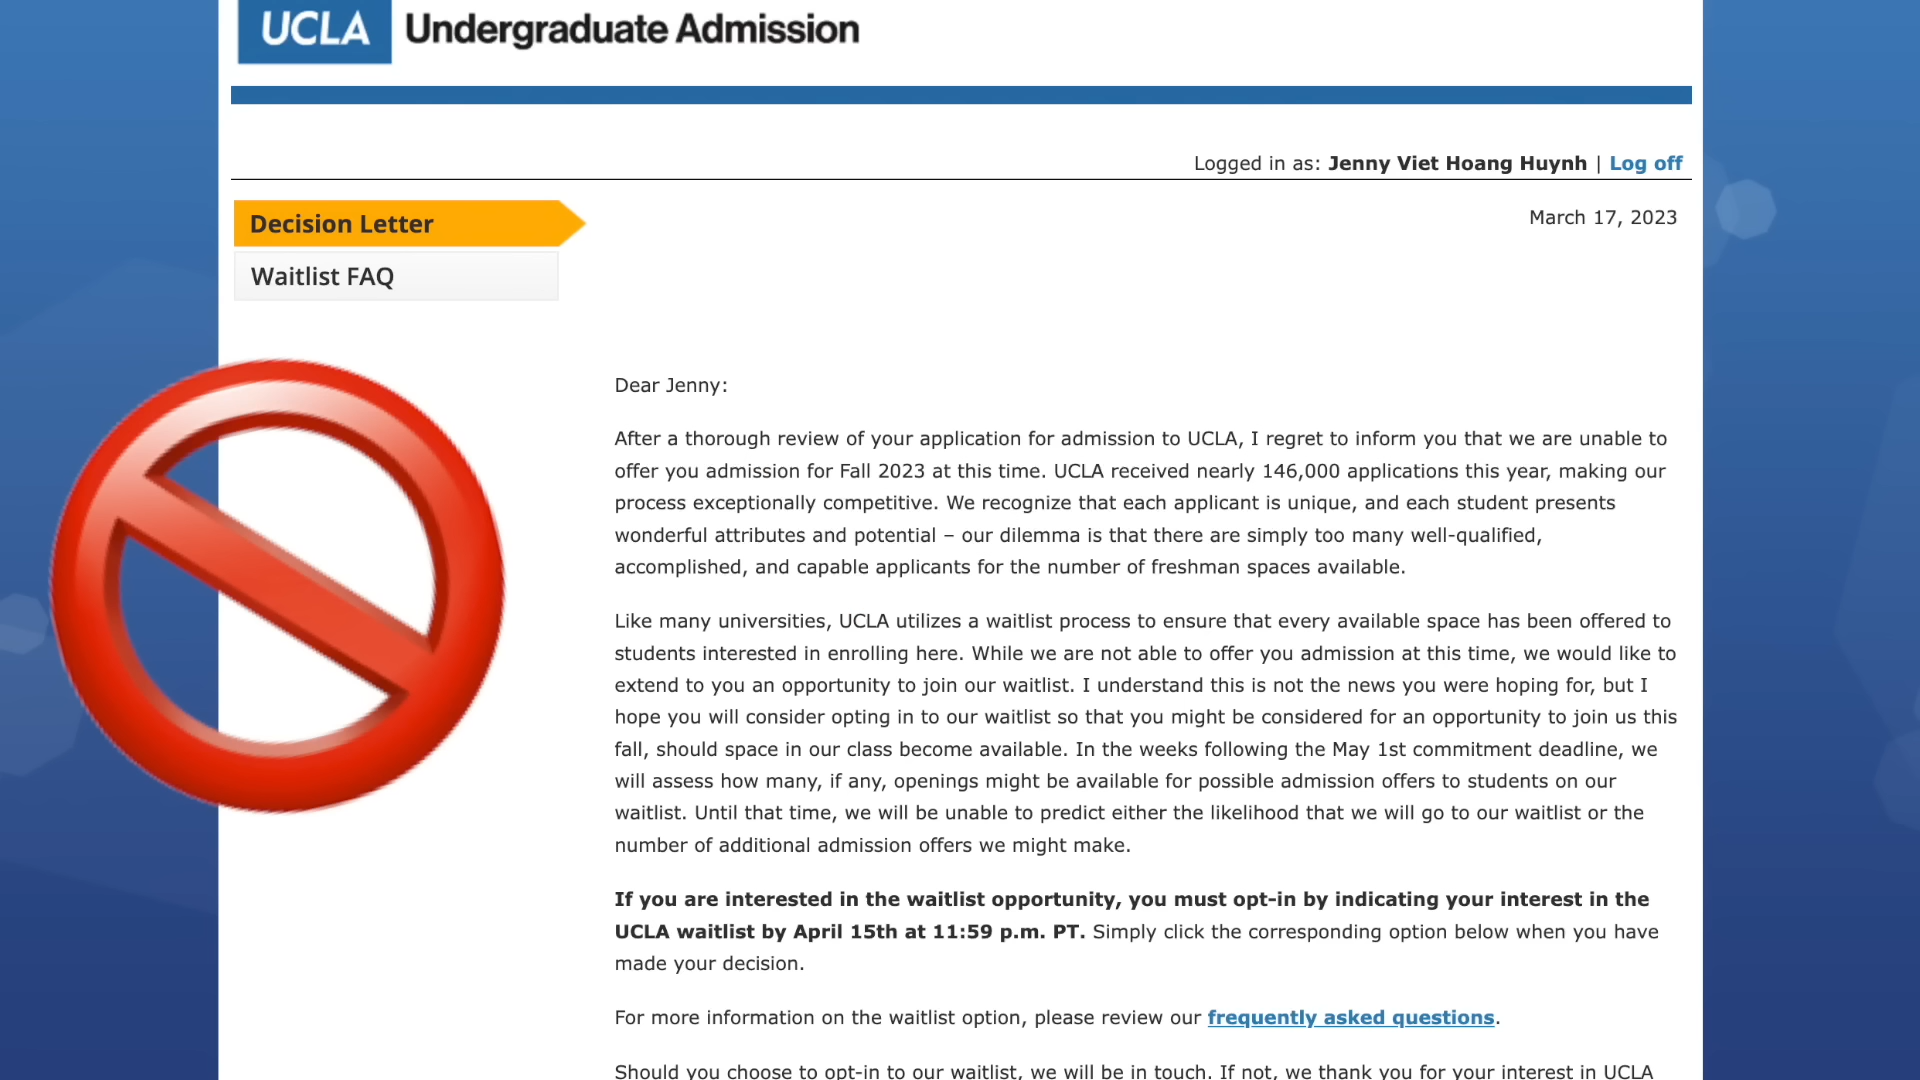 UCLA Undergraduate Admission
Logged in as: Jenny Viet Hoang Huynh | Log off
Decision Letter
March 17, 2023
Waitlist FAQ
Dear Jenny:
After a thorough review of your application for admission to UCLA, I regret to inform you that we are unable to
offer you admission for Fall 2023 at this time. UCLA received nearly 146,000 applications this year, making our
process exceptionally competitive. We recognize that each applicant is unique, and each student presents
wonderful attributes and potential – our dilemma is that there are simply too many well-qualified,
accomplished, and capable applicants for the number of freshman spaces available.
Like many universities, UCLA utilizes a waitlist process to ensure that every available space has been offered to
students interested in enrolling here. While we are not able to offer you admission at this time, we would like to
extend to you an opportunity to join our waitlist. I understand this is not the news you were hoping for, but I
hope you will consider opting in to our waitlist so that you might be considered for an opportunity to join us this
fall, should space in our class become available. In the weeks following the May 1st commitment deadline, we
will assess how many, if any, openings might be available for possible admission offers to students on our
waitlist. Until that time, we will be unable to predict either the likelihood that we will go to our waitlist or the
number of additional admission offers we might make.
If you are interested in the waitlist opportunity, you must opt-in by indicating your interest in the
UCLA waitlist by April 15th at 11:59 p.m. PT. Simply click the corresponding option below when you have
made your decision.
For more information on the waitlist option, please review our frequently asked questions.
Should you choose to opt-in to our waitlist, we will be in touch. If not, we thank you for your interest in UCLA